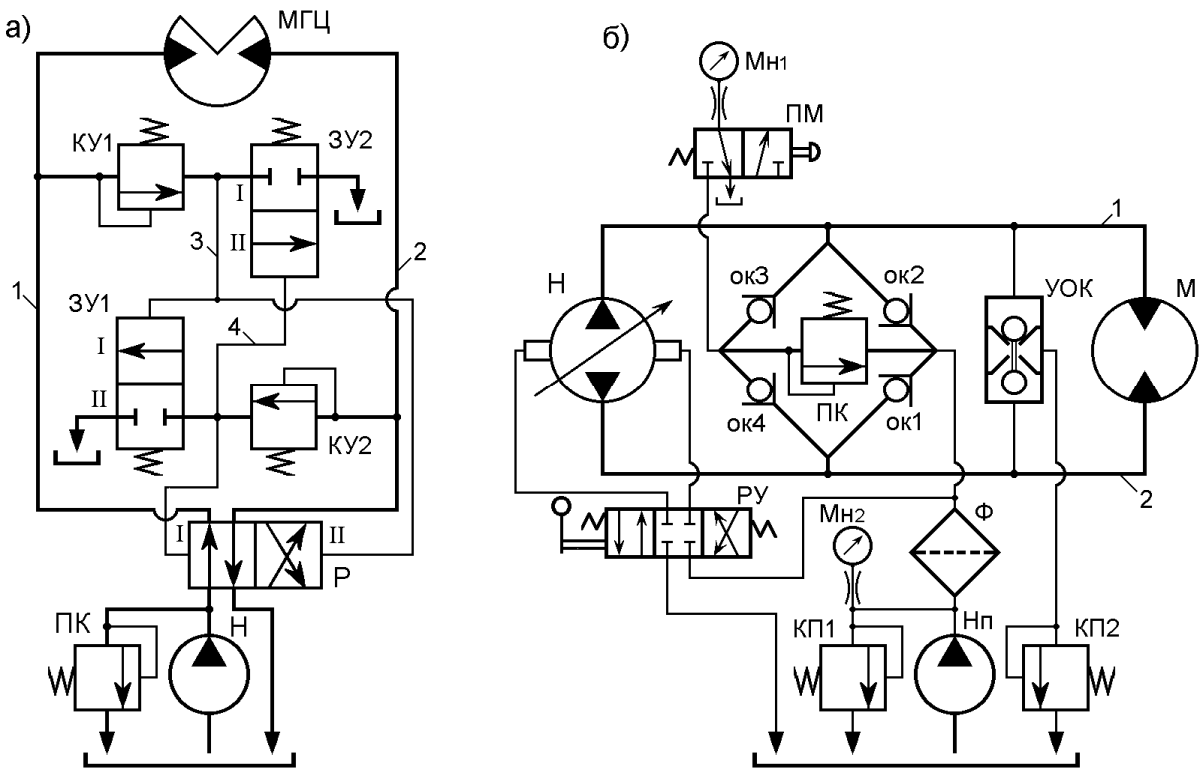 а)
МГЦ
КУ1
ЗУ2
I
II
3
2
1
ЗУ1
4
I
II
КУ2
I
II
Р
ПК
Н
б)
Мн1
ПМ
1
Н
ок3
ок2
УОК
М
ПК
ок4
ок1
2
РУ
Мн2
Ф
КП1
Нп
КП2